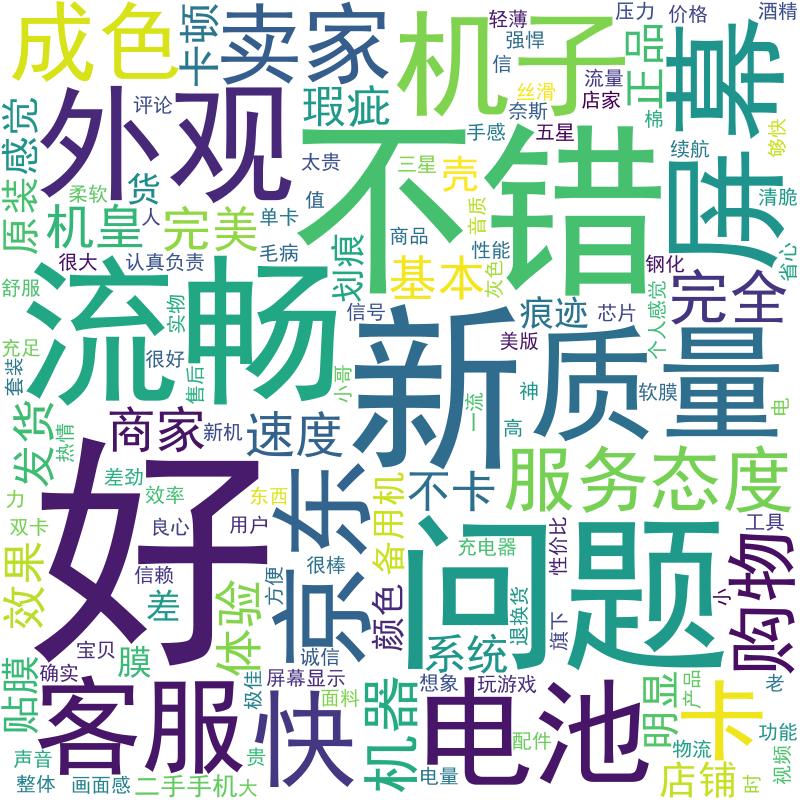 成色
卡顿
卖家
机子
轻薄
强悍
信
压力
价格
酒精
正品
屏幕
外观
评论
瑕疵
丝滑
奈斯
流量
店家
棉
够快
原装
感觉
不错
手感
五星
续航
清脆
柔软
货
太贵
三星
壳
音质
值
机皇
人
完美
单卡
商品
性能
省心
很大
认真负责
毛病
划痕
基本
灰色
钢化
完全
舒服
实物
流畅
信号
新
痕迹
芯片
个人感觉
充足
很好
小哥
美版
质量
套装
售后
一流
神
软膜
电
发货
热情
商家
新机
速度
高
差劲
效率
好
京东
东西
备用机
不卡
服务态度
力
双卡
良心
用户
很棒
问题
充电器
性价比
工具
效果
信赖
差
体验
方便
颜色
退换货
小
购物
宝贝
膜
诚信
系统
旗下
贴膜
确实
客服
极佳
屏幕显示
想象
玩游戏
明显
产品
老
快
面料
机器
电池
配件
卡
功能
声音
贵
物流
整体
画面感
二手手机
大
电量
店铺
时
视频